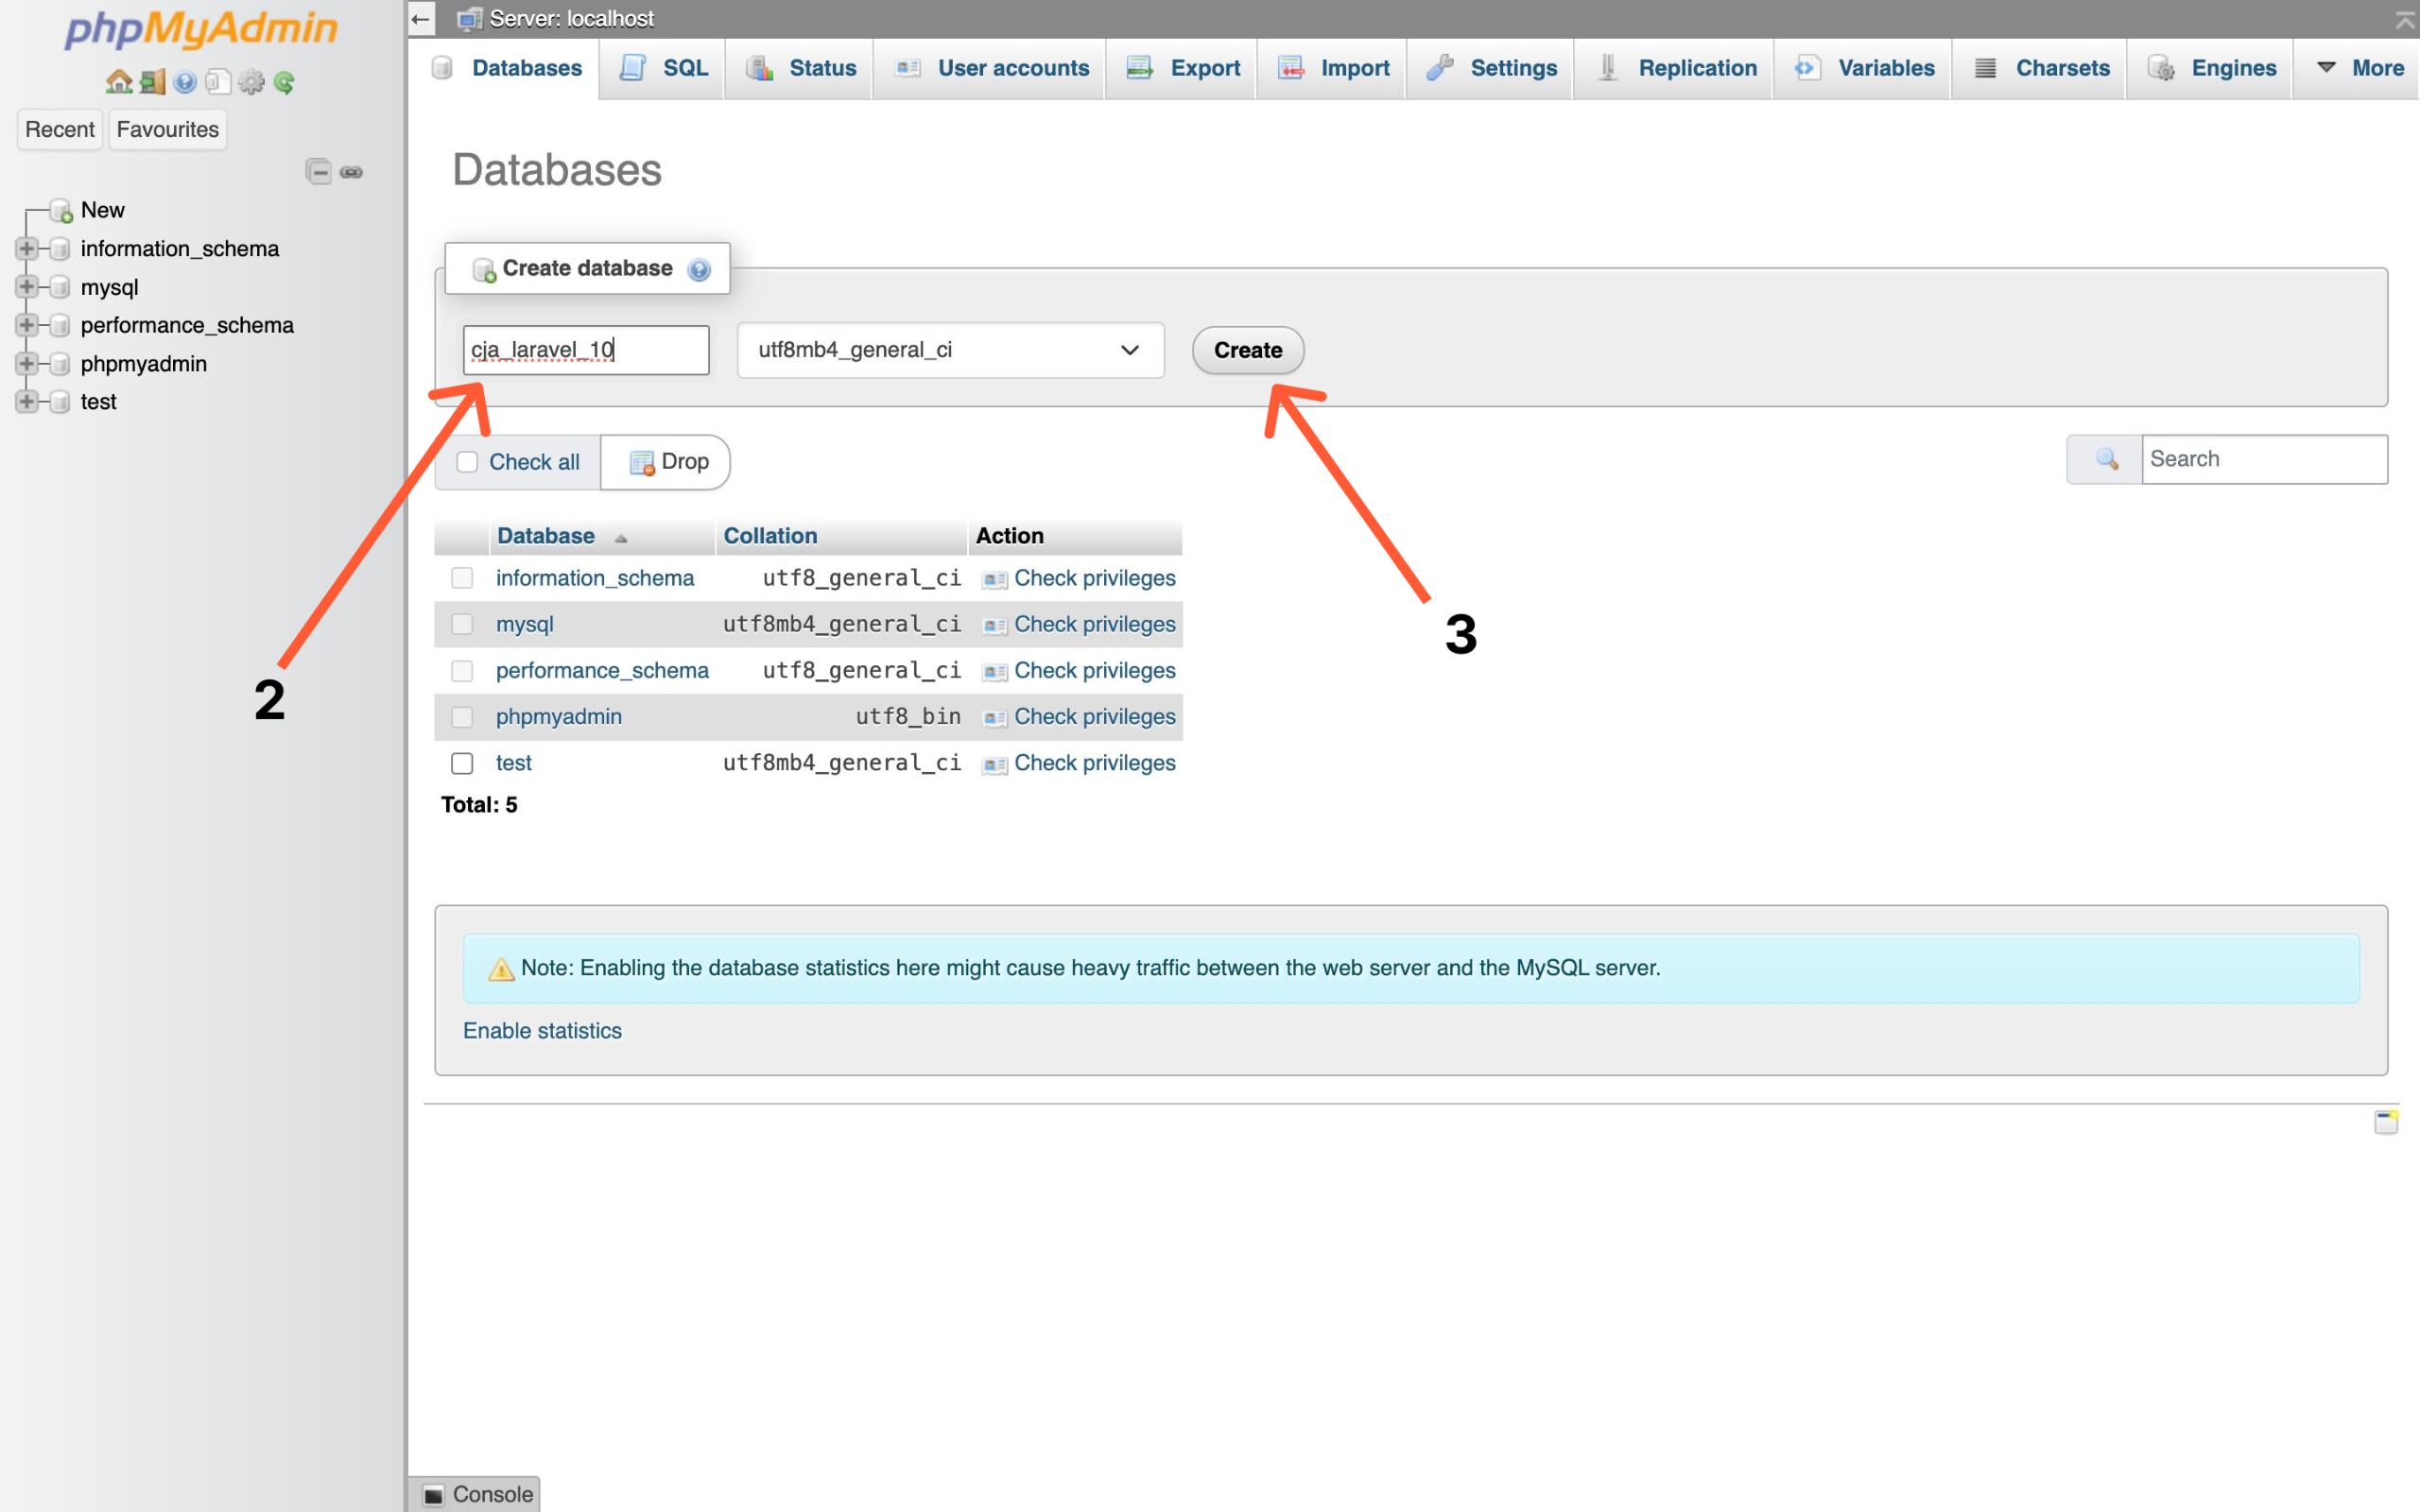 phpMyAdmin
Recent Favourites
New
information_schema
mysql
performance_schema
phpmyadmin
test
Server: localhost
Databases SQL Status User accounts Export Import Settings Replication Variables Charsets Engines More
Databases
Create database
cja_laravel_10 utf8mb4_general_ci Create
Check all Drop Search
Database Collation Action
information_schema utf8_general_ci Check privileges
mysql utf8mb4_general_ci Check privileges
performance_schema utf8_general_ci Check privileges
phpmyadmin utf8_bin Check privileges
test utf8mb4_general_ci Check privileges
Total: 5
2
3
Note: Enabling the database statistics here might cause heavy traffic between the web server and the MySQL server.
Enable statistics
Console